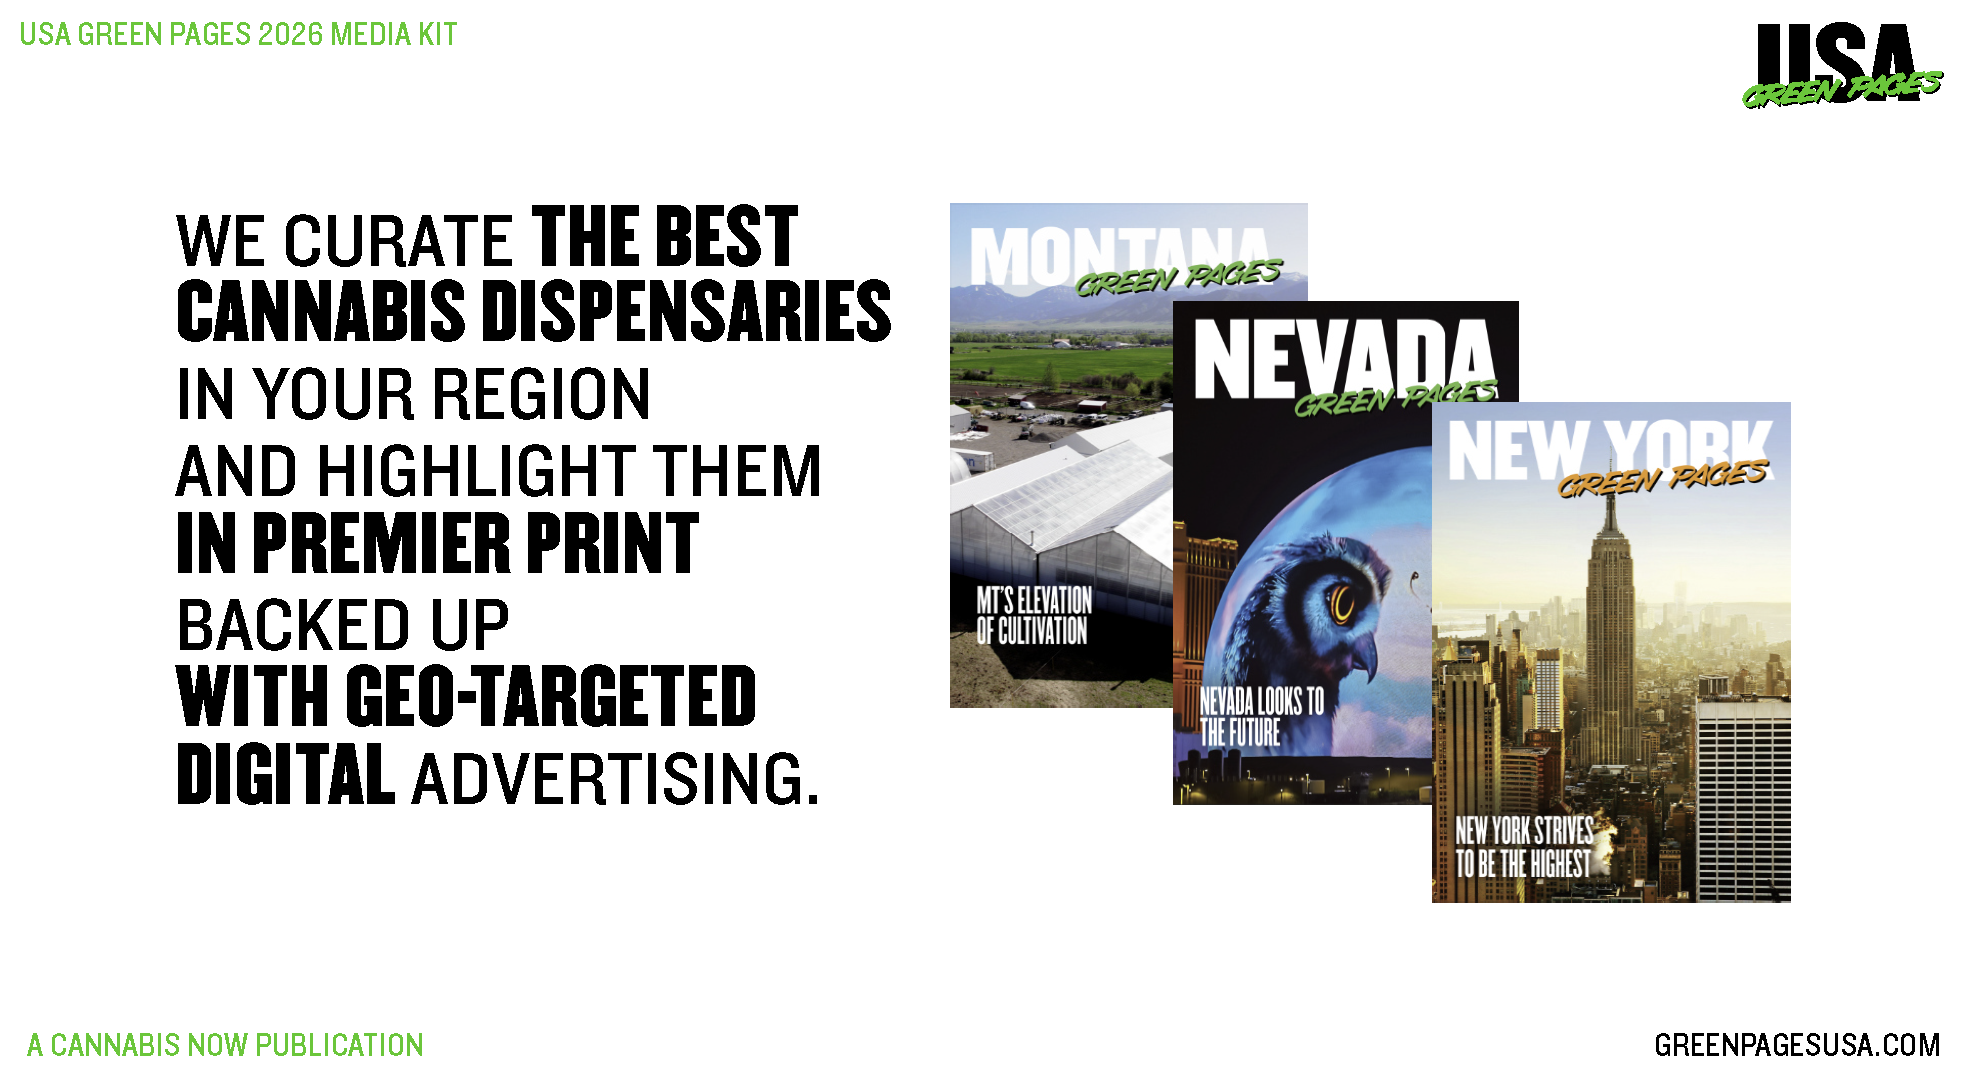 USA GREEN PAGES 2026 MEDIA KIT
USA
GREEN PAGES
WE CURATE THE BEST
CANNABIS DISPENSARIES
IN YOUR REGION
AND HIGHLIGHT THEM
IN PREMIER PRINT
BACKED UP
WITH GEO-TARGETED
DIGITAL ADVERTISING.
MONTANA
GREEN PAGES
MT'S ELEVATION
OF CULTIVATION
NEVADA
GREEN PAGES
NEVADA LOOKS TO
THE FUTURE
NEW YORK
GREEN PAGES
NEW YORK STRIVES
TO BE THE HIGHEST
A CANNABIS NOW PUBLICATION
GREENPAGESUSA.COM